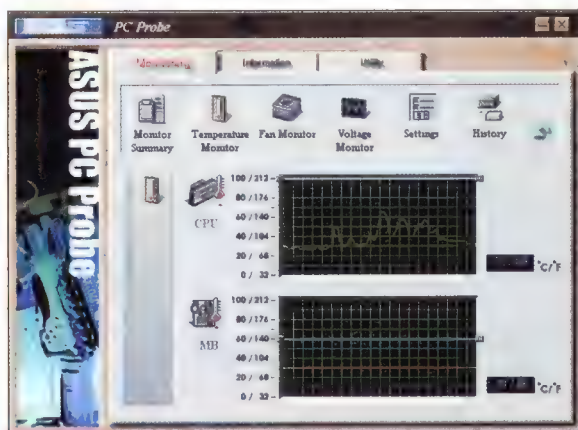 PC Probe
ASUS PC Probe
Monitoring Information Utility
Monitor Summary
Temperature Monitor
Fan Monitor
Voltage Monitor
Settings
History
CPU
100 / 212
80 / 176
60 / 140
40 / 104
20 / 68
0 / 32
°C/°F
MB
100 / 212
80 / 176
60 / 140
40 / 104
20 / 68
0 / 32
°C/°F